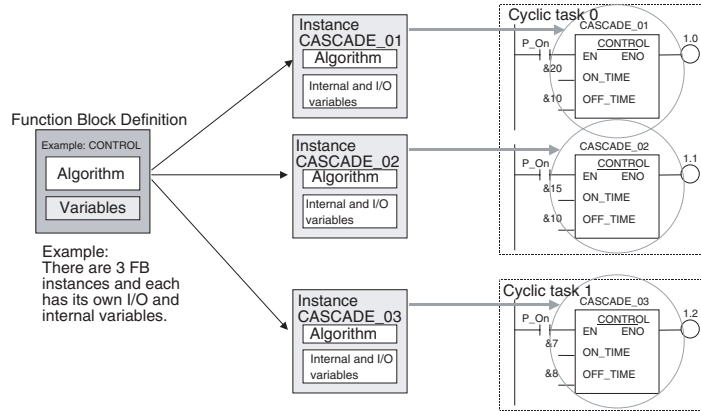 Function Block Definition
Example: CONTROL
Algorithm
Variables
Example:
There are 3 FB
instances and each
has its own I/O and
internal variables.
Instance
CASCADE_01
Algorithm
Internal and I/O
variables
Instance
CASCADE_02
Algorithm
Internal and I/O
variables
Instance
CASCADE_03
Algorithm
Internal and I/O
variables
Cyclic task 0
CASCADE_01
P_On
CONTROL
1.0
EN ENO
&20
ON_TIME
&10
OFF_TIME
CASCADE_02
P_On
CONTROL
1.1
EN ENO
&15
ON_TIME
&10
OFF_TIME
Cyclic task 1
CASCADE_03
P_On
CONTROL
1.2
EN ENO
&7
ON_TIME
&8
OFF_TIME